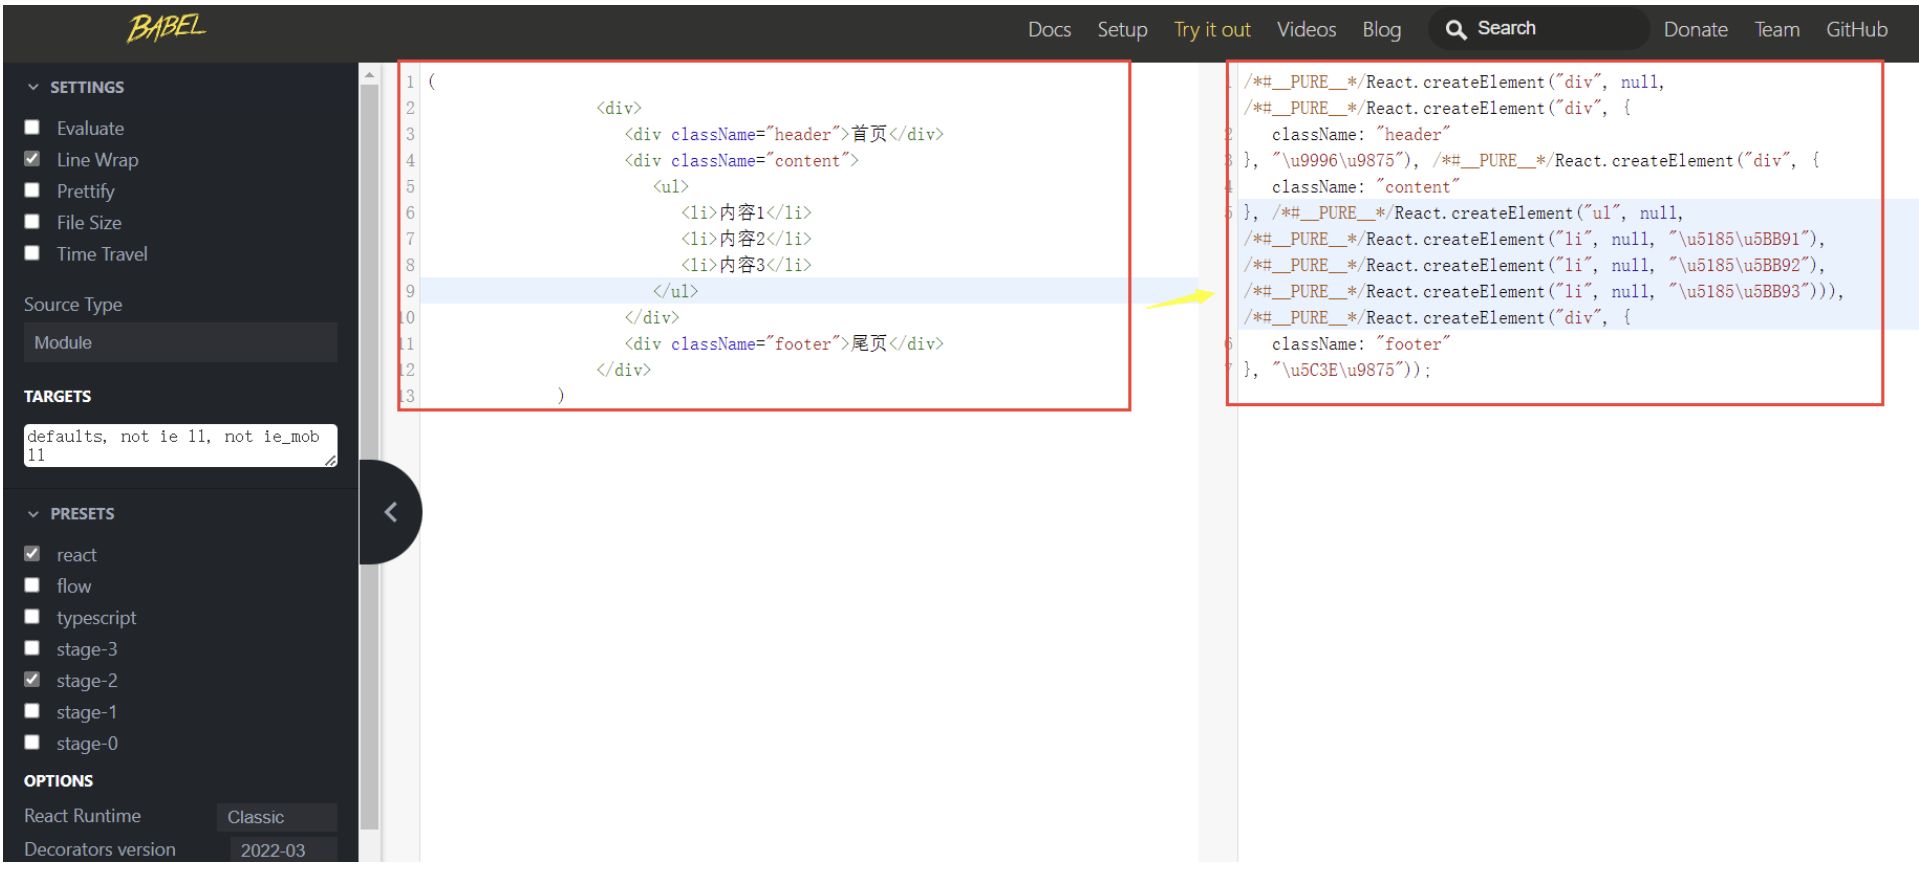 BABEL
Docs Setup Try it out Videos Blog Search Donate Team GitHub
SETTINGS
Evaluate
Line Wrap
Prettify
File Size
Time Travel
Source Type
Module
TARGETS
defaults, not ie 11, not ie_mob
11
PRESETS
react
flow
typescript
stage-3
stage-2
stage-1
stage-0
OPTIONS
React Runtime Classic
Decorators version 2022-03
1 (
2 <div>
3 <div className="header">首页</div>
4 <div className="content">
5 <ul>
6 <li>内容1</li>
7 <li>内容2</li>
8 <li>内容3</li>
9 </ul>
10 </div>
11 <div className="footer">尾页</div>
12 </div>
13 )
1 /*#__PURE__*/React.createElement("div", null,
/*#__PURE__*/React.createElement("div", {
2 className: "header"
3 }, "\u9996\u9875"), /*#__PURE__*/React.createElement("div", {
4 className: "content"
5 }, /*#__PURE__*/React.createElement("ul", null,
/*#__PURE__*/React.createElement("li", null, "\u5185\u5BB91"),
/*#__PURE__*/React.createElement("li", null, "\u5185\u5BB92"),
/*#__PURE__*/React.createElement("li", null, "\u5185\u5BB93"))),
/*#__PURE__*/React.createElement("div", {
6 className: "footer"
7 }, "\u5C3E\u9875"));